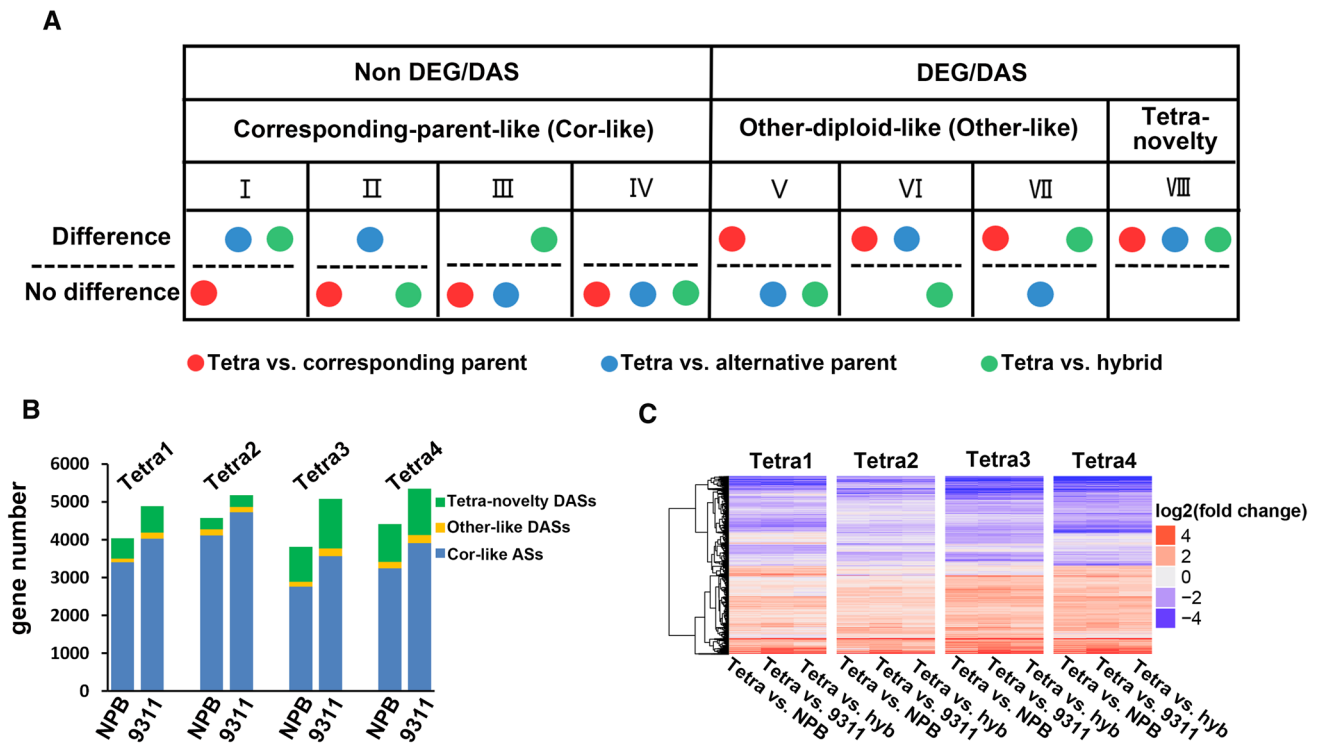 A
Non DEG/DAS
DEG/DAS
Corresponding-parent-like (Cor-like)
Other-diploid-like (Other-like)
Tetra-
novelty
I
II
III
IV
V
VI
VII
VIII
Difference
No difference
Tetra vs. corresponding parent
Tetra vs. alternative parent
Tetra vs. hybrid
B
gene number
6000
5000
4000
3000
2000
1000
0
Tetra1
Tetra2
Tetra3
Tetra4
Tetra-novelty DASs
Other-like DASs
Cor-like ASs
NPB
9311
NPB
9311
NPB
9311
NPB
9311
C
Tetra1
Tetra2
Tetra3
Tetra4
log2(fold change)
4
2
0
−2
−4
Tetra vs. NPB
Tetra vs. 9311
Tetra vs. hyb
Tetra vs. NPB
Tetra vs. 9311
Tetra vs. hyb
Tetra vs. NPB
Tetra vs. 9311
Tetra vs. hyb
Tetra vs. NPB
Tetra vs. 9311
Tetra vs. hyb